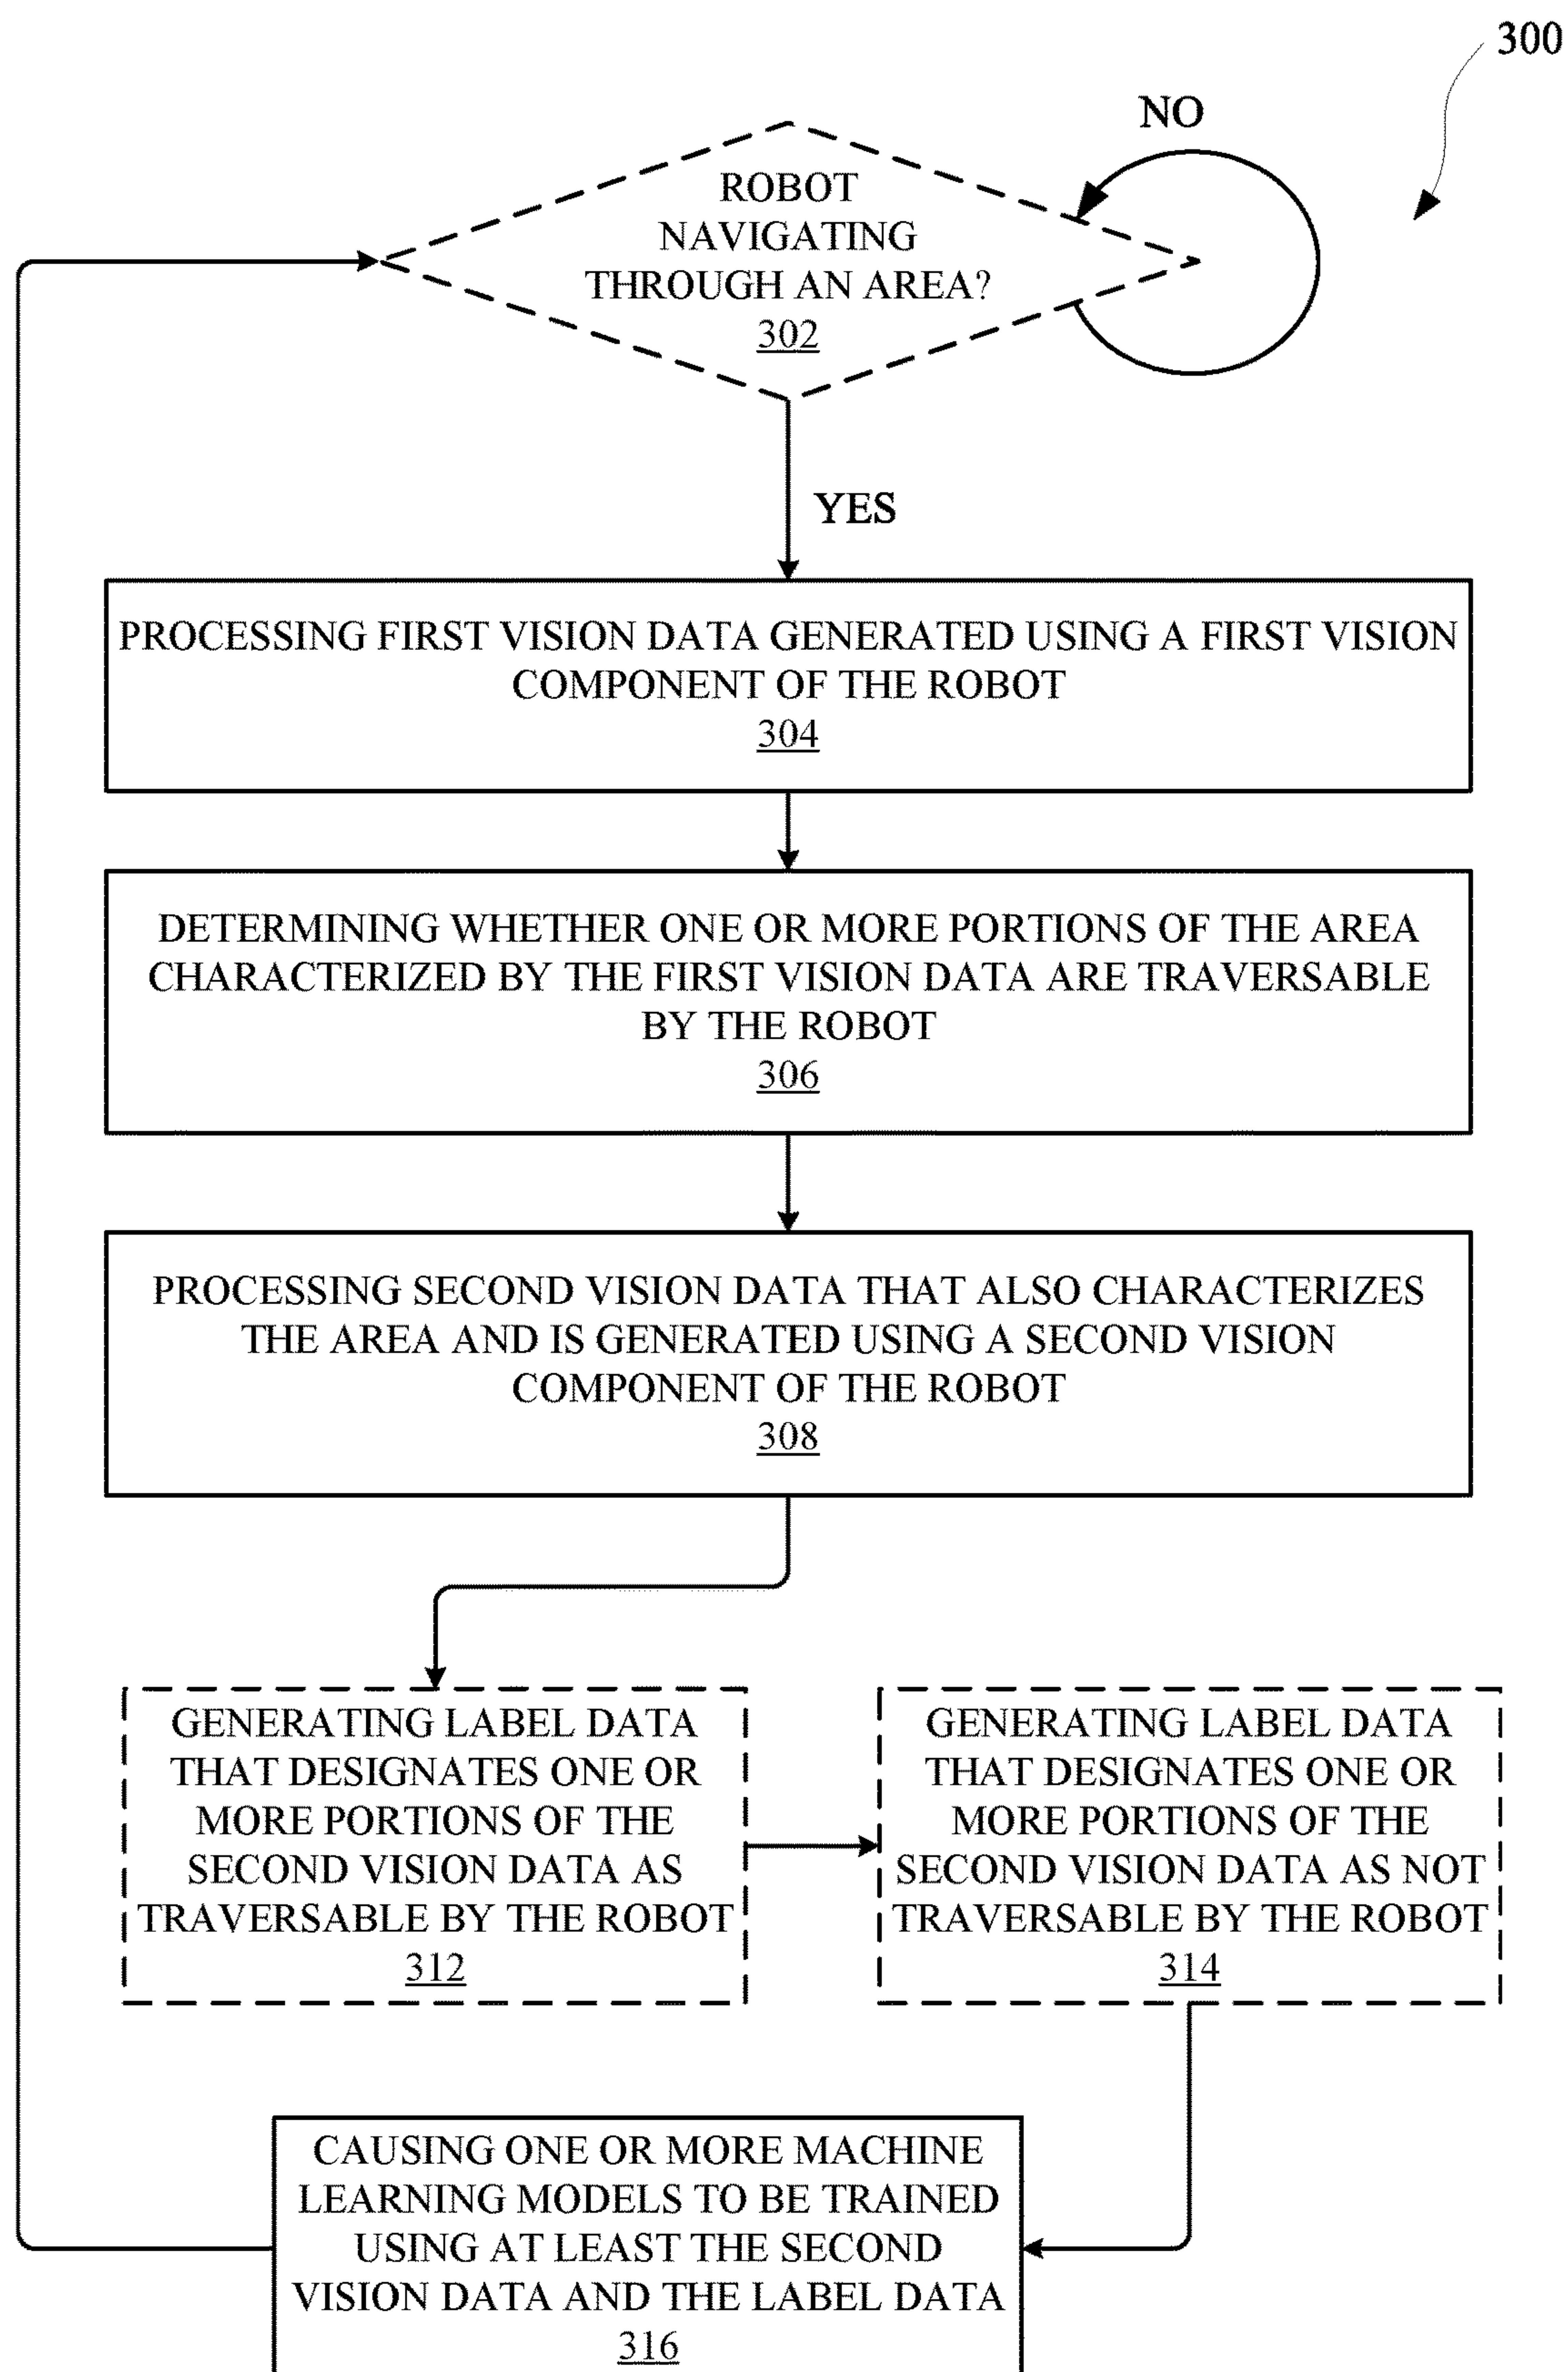 300
NO
ROBOT
NAVIGATING
THROUGH AN AREA?
302
YES
PROCESSING FIRST VISION DATA GENERATED USING A FIRST VISION
COMPONENT OF THE ROBOT
304
DETERMINING WHETHER ONE OR MORE PORTIONS OF THE AREA
CHARACTERIZED BY THE FIRST VISION DATA ARE TRAVERSABLE
BY THE ROBOT
306
PROCESSING SECOND VISION DATA THAT ALSO CHARACTERIZES
THE AREA AND IS GENERATED USING A SECOND VISION
COMPONENT OF THE ROBOT
308
GENERATING LABEL DATA
THAT DESIGNATES ONE OR
MORE PORTIONS OF THE
SECOND VISION DATA AS
TRAVERSABLE BY THE ROBOT
312
GENERATING LABEL DATA
THAT DESIGNATES ONE OR
MORE PORTIONS OF THE
SECOND VISION DATA AS NOT
TRAVERSABLE BY THE ROBOT
314
CAUSING ONE OR MORE MACHINE
LEARNING MODELS TO BE TRAINED
USING AT LEAST THE SECOND
VISION DATA AND THE LABEL DATA
316